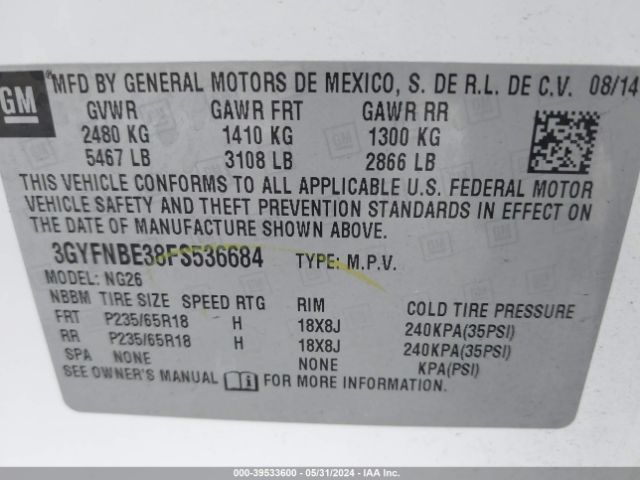 GM MFD BY GENERAL MOTORS DE MEXICO, S. DE R.L. DE C.V. 08/14
GVWR GAWR FRT GAWR RR
2480 KG 1410 KG 1300 KG
5467 LB 3108 LB 2866 LB
THIS VEHICLE CONFORMS TO ALL APPLICABLE U.S. FEDERAL MOTOR
VEHICLE SAFETY AND THEFT PREVENTION STANDARDS IN EFFECT ON
THE DATE OF MANUFACTURE SHOWN ABOVE.
3GYFNBE38FS536684 TYPE: M.P.V.
MODEL: NG26
NBBM TIRE SIZE SPEED RTG RIM COLD TIRE PRESSURE
FRT P235/65R18 H 18X8J 240KPA(35PSI)
RR P235/65R18 H 18X8J 240KPA(35PSI)
SPA NONE NONE KPA(PSI)
SEE OWNER'S MANUAL FOR MORE INFORMATION.
000-39533600 - 05/31/2024 - IAA Inc.